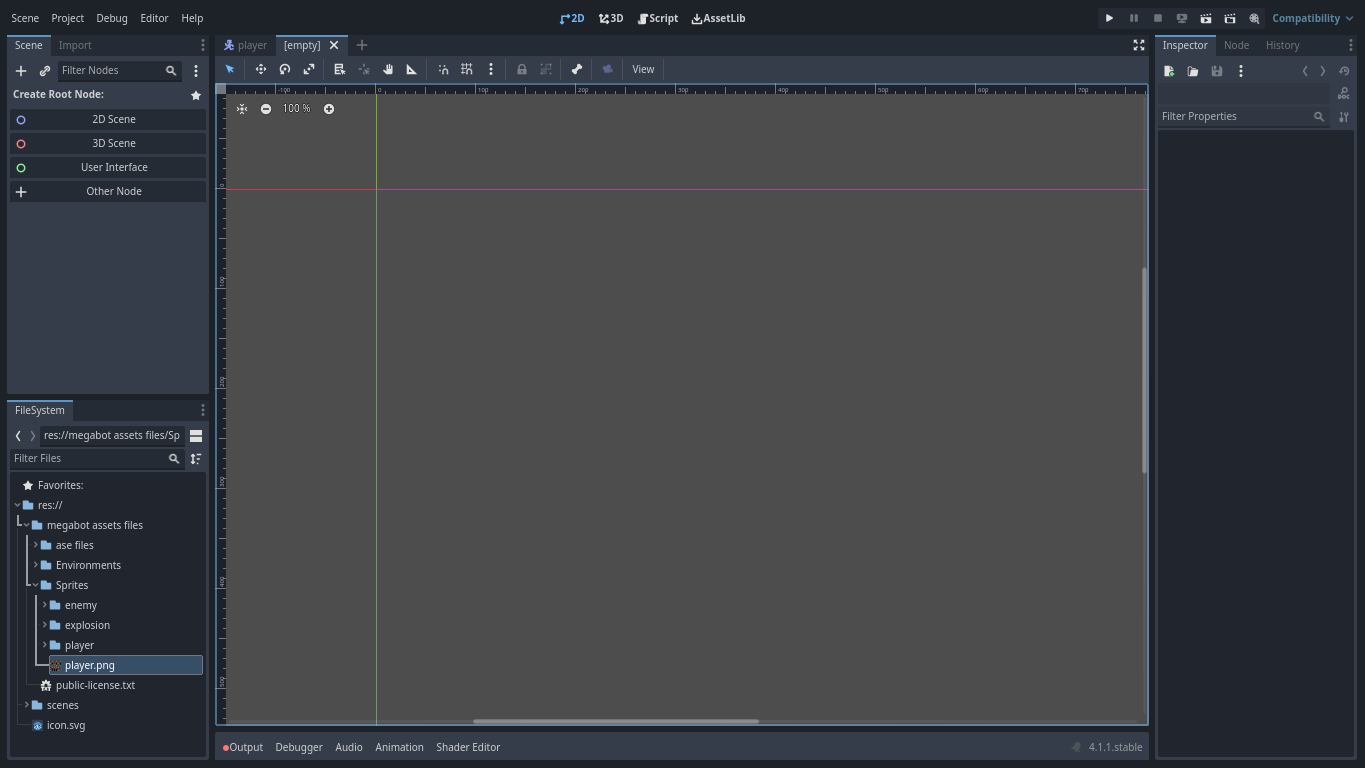 Scene Project Debug Editor Help 2D 3D Script AssetLib Compatibility
Scene Import
player [empty]
Inspector Node History
Filter Nodes
View
Create Root Node:
2D Scene
3D Scene
User Interface
Other Node
-100 0 100 200 300 400 500 600 700
100 %
0
100
200
300
400
500
Filter Properties
FileSystem
res://megabot assets files/Sp
Filter Files
Favorites:
res://
megabot assets files
ase files
Environments
Sprites
enemy
explosion
player
player.png
public-license.txt
scenes
icon.svg
Output Debugger Audio Animation Shader Editor 4.1.1.stable